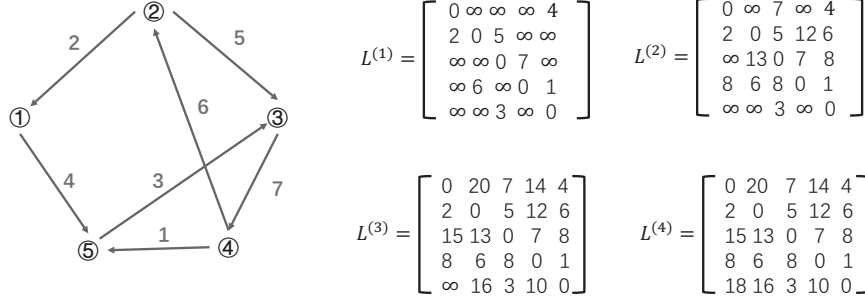 ②
2
5
①
③
6
4
3
7
⑤
1
④
L⁽¹⁾ =
0 ∞ ∞ ∞ 4
2 0 5 ∞ ∞
∞ ∞ 0 7 ∞
∞ 6 ∞ 0 1
∞ ∞ 3 ∞ 0
L⁽²⁾ =
0 ∞ 7 ∞ 4
2 0 5 12 6
∞ 13 0 7 8
8 6 8 0 1
∞ ∞ 3 ∞ 0
L⁽³⁾ =
0 20 7 14 4
2 0 5 12 6
15 13 0 7 8
8 6 8 0 1
∞ 16 3 10 0
L⁽⁴⁾ =
0 20 7 14 4
2 0 5 12 6
15 13 0 7 8
8 6 8 0 1
18 16 3 10 0